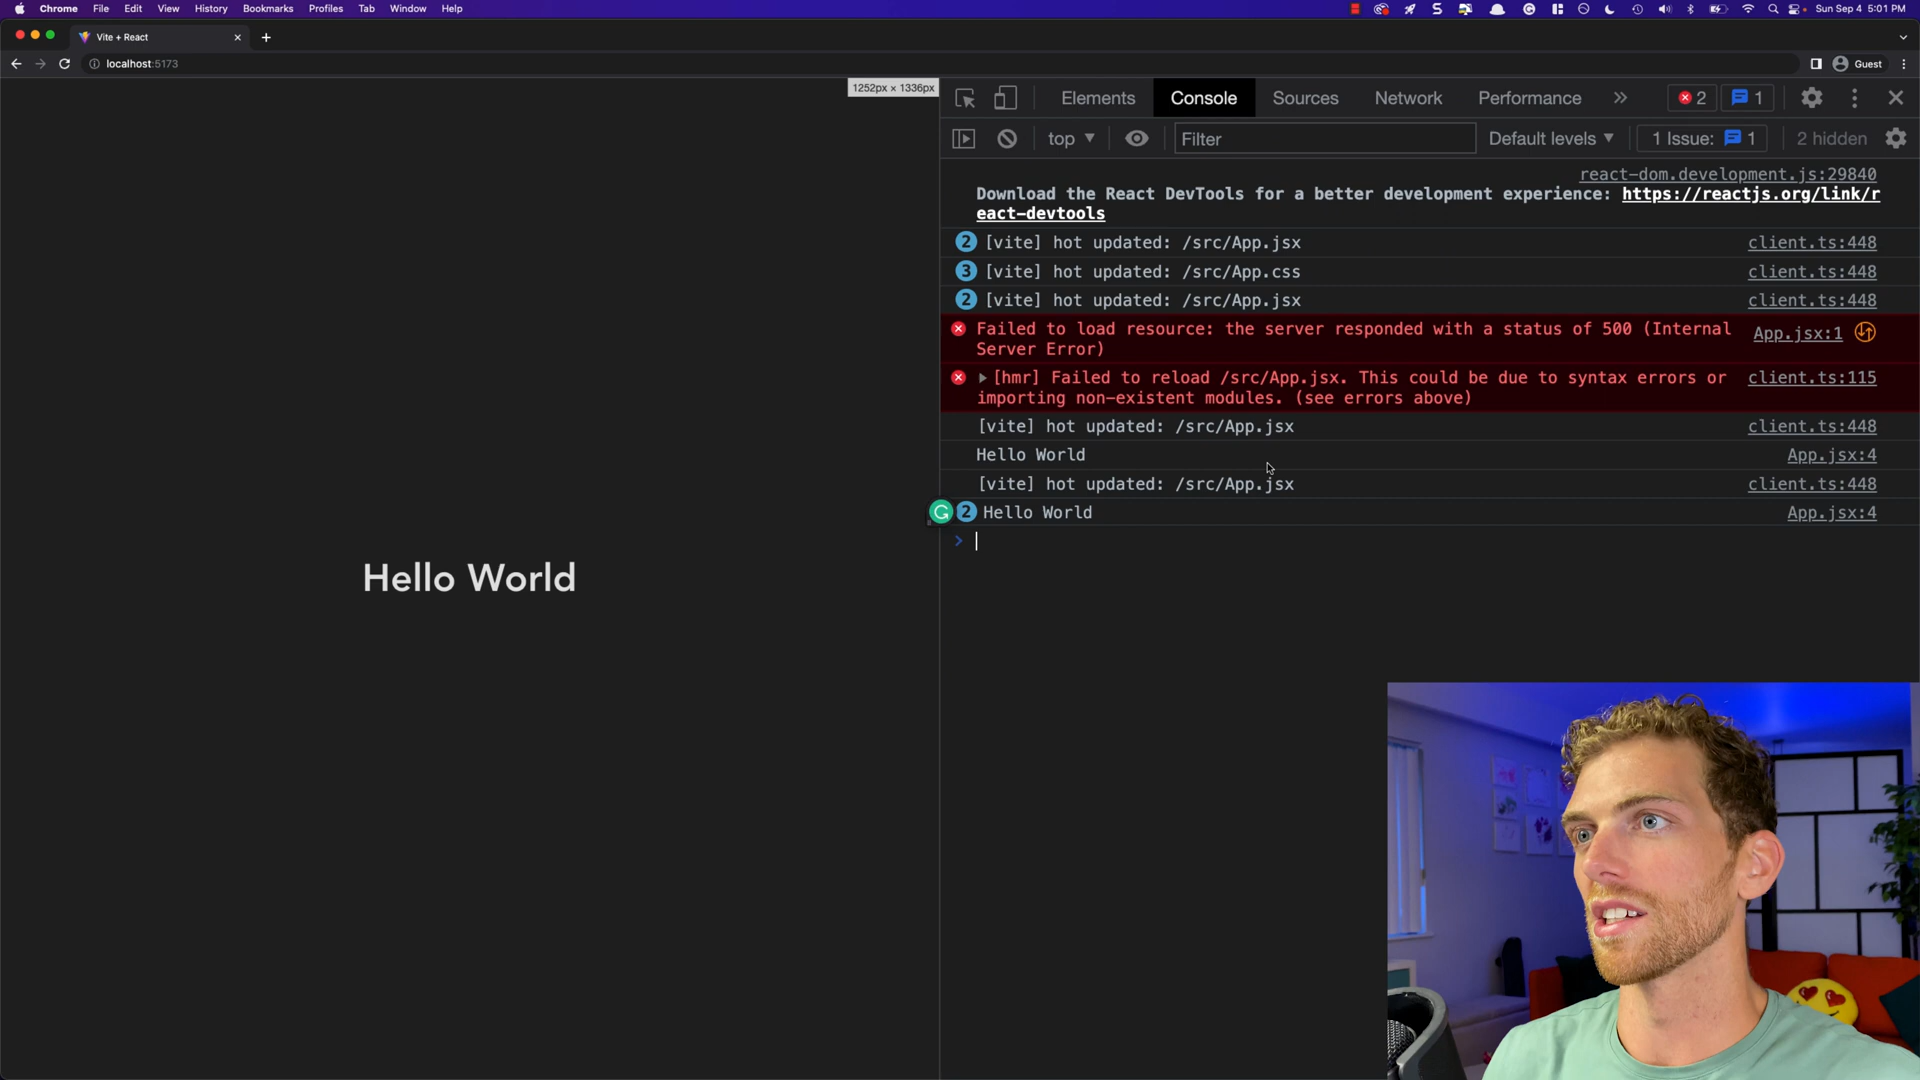 Chrome File Edit View History Bookmarks Profiles Tab Window Help Sun Sep 4 5:01 PM
Vite + React
localhost:5173 Guest
1252px × 1336px
Elements Console Sources Network Performance 2 1
top Filter Default levels 1 Issue: 1 2 hidden
react-dom.development.js:29840
Download the React DevTools for a better development experience: https://reactjs.org/link/r
eact-devtools
2 [vite] hot updated: /src/App.jsx client.ts:448
3 [vite] hot updated: /src/App.css client.ts:448
2 [vite] hot updated: /src/App.jsx client.ts:448
Failed to load resource: the server responded with a status of 500 (Internal App.jsx:1
Server Error)
[hmr] Failed to reload /src/App.jsx. This could be due to syntax errors or client.ts:115
importing non-existent modules. (see errors above)
[vite] hot updated: /src/App.jsx client.ts:448
Hello World App.jsx:4
[vite] hot updated: /src/App.jsx client.ts:448
2 Hello World App.jsx:4
Hello World